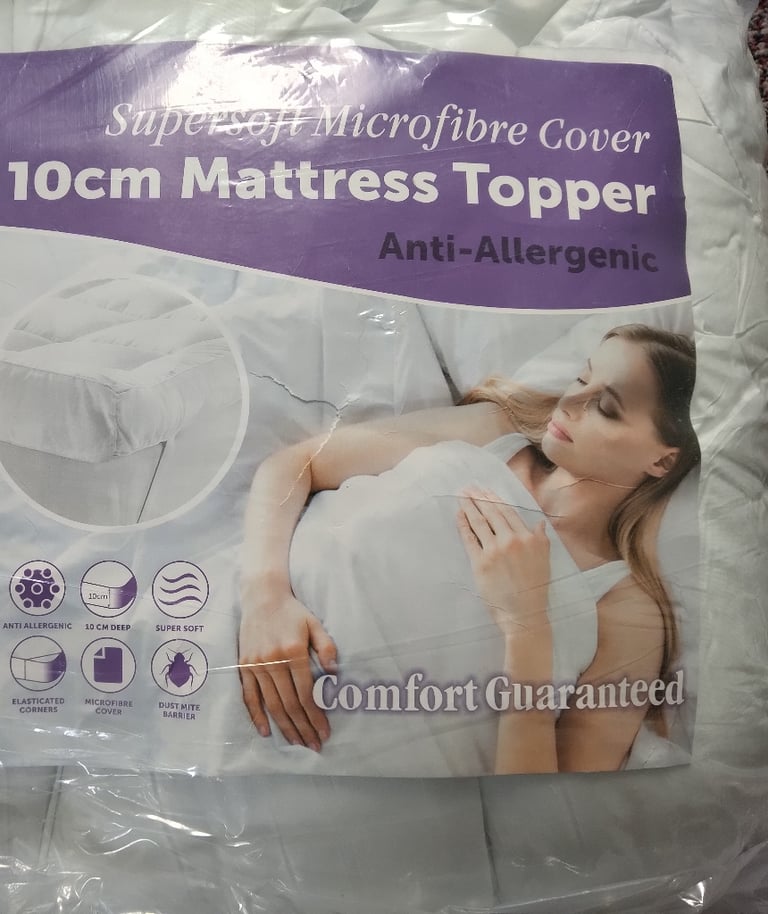 Supersoft Microfibre Cover
10cm Mattress Topper
Anti-Allergenic
10cm
ANTI ALLERGENIC
10 CM DEEP
SUPER SOFT
ELASTICATED
CORNERS
MICROFIBRE
COVER
DUST MITE
BARRIER
Comfort Guaranteed